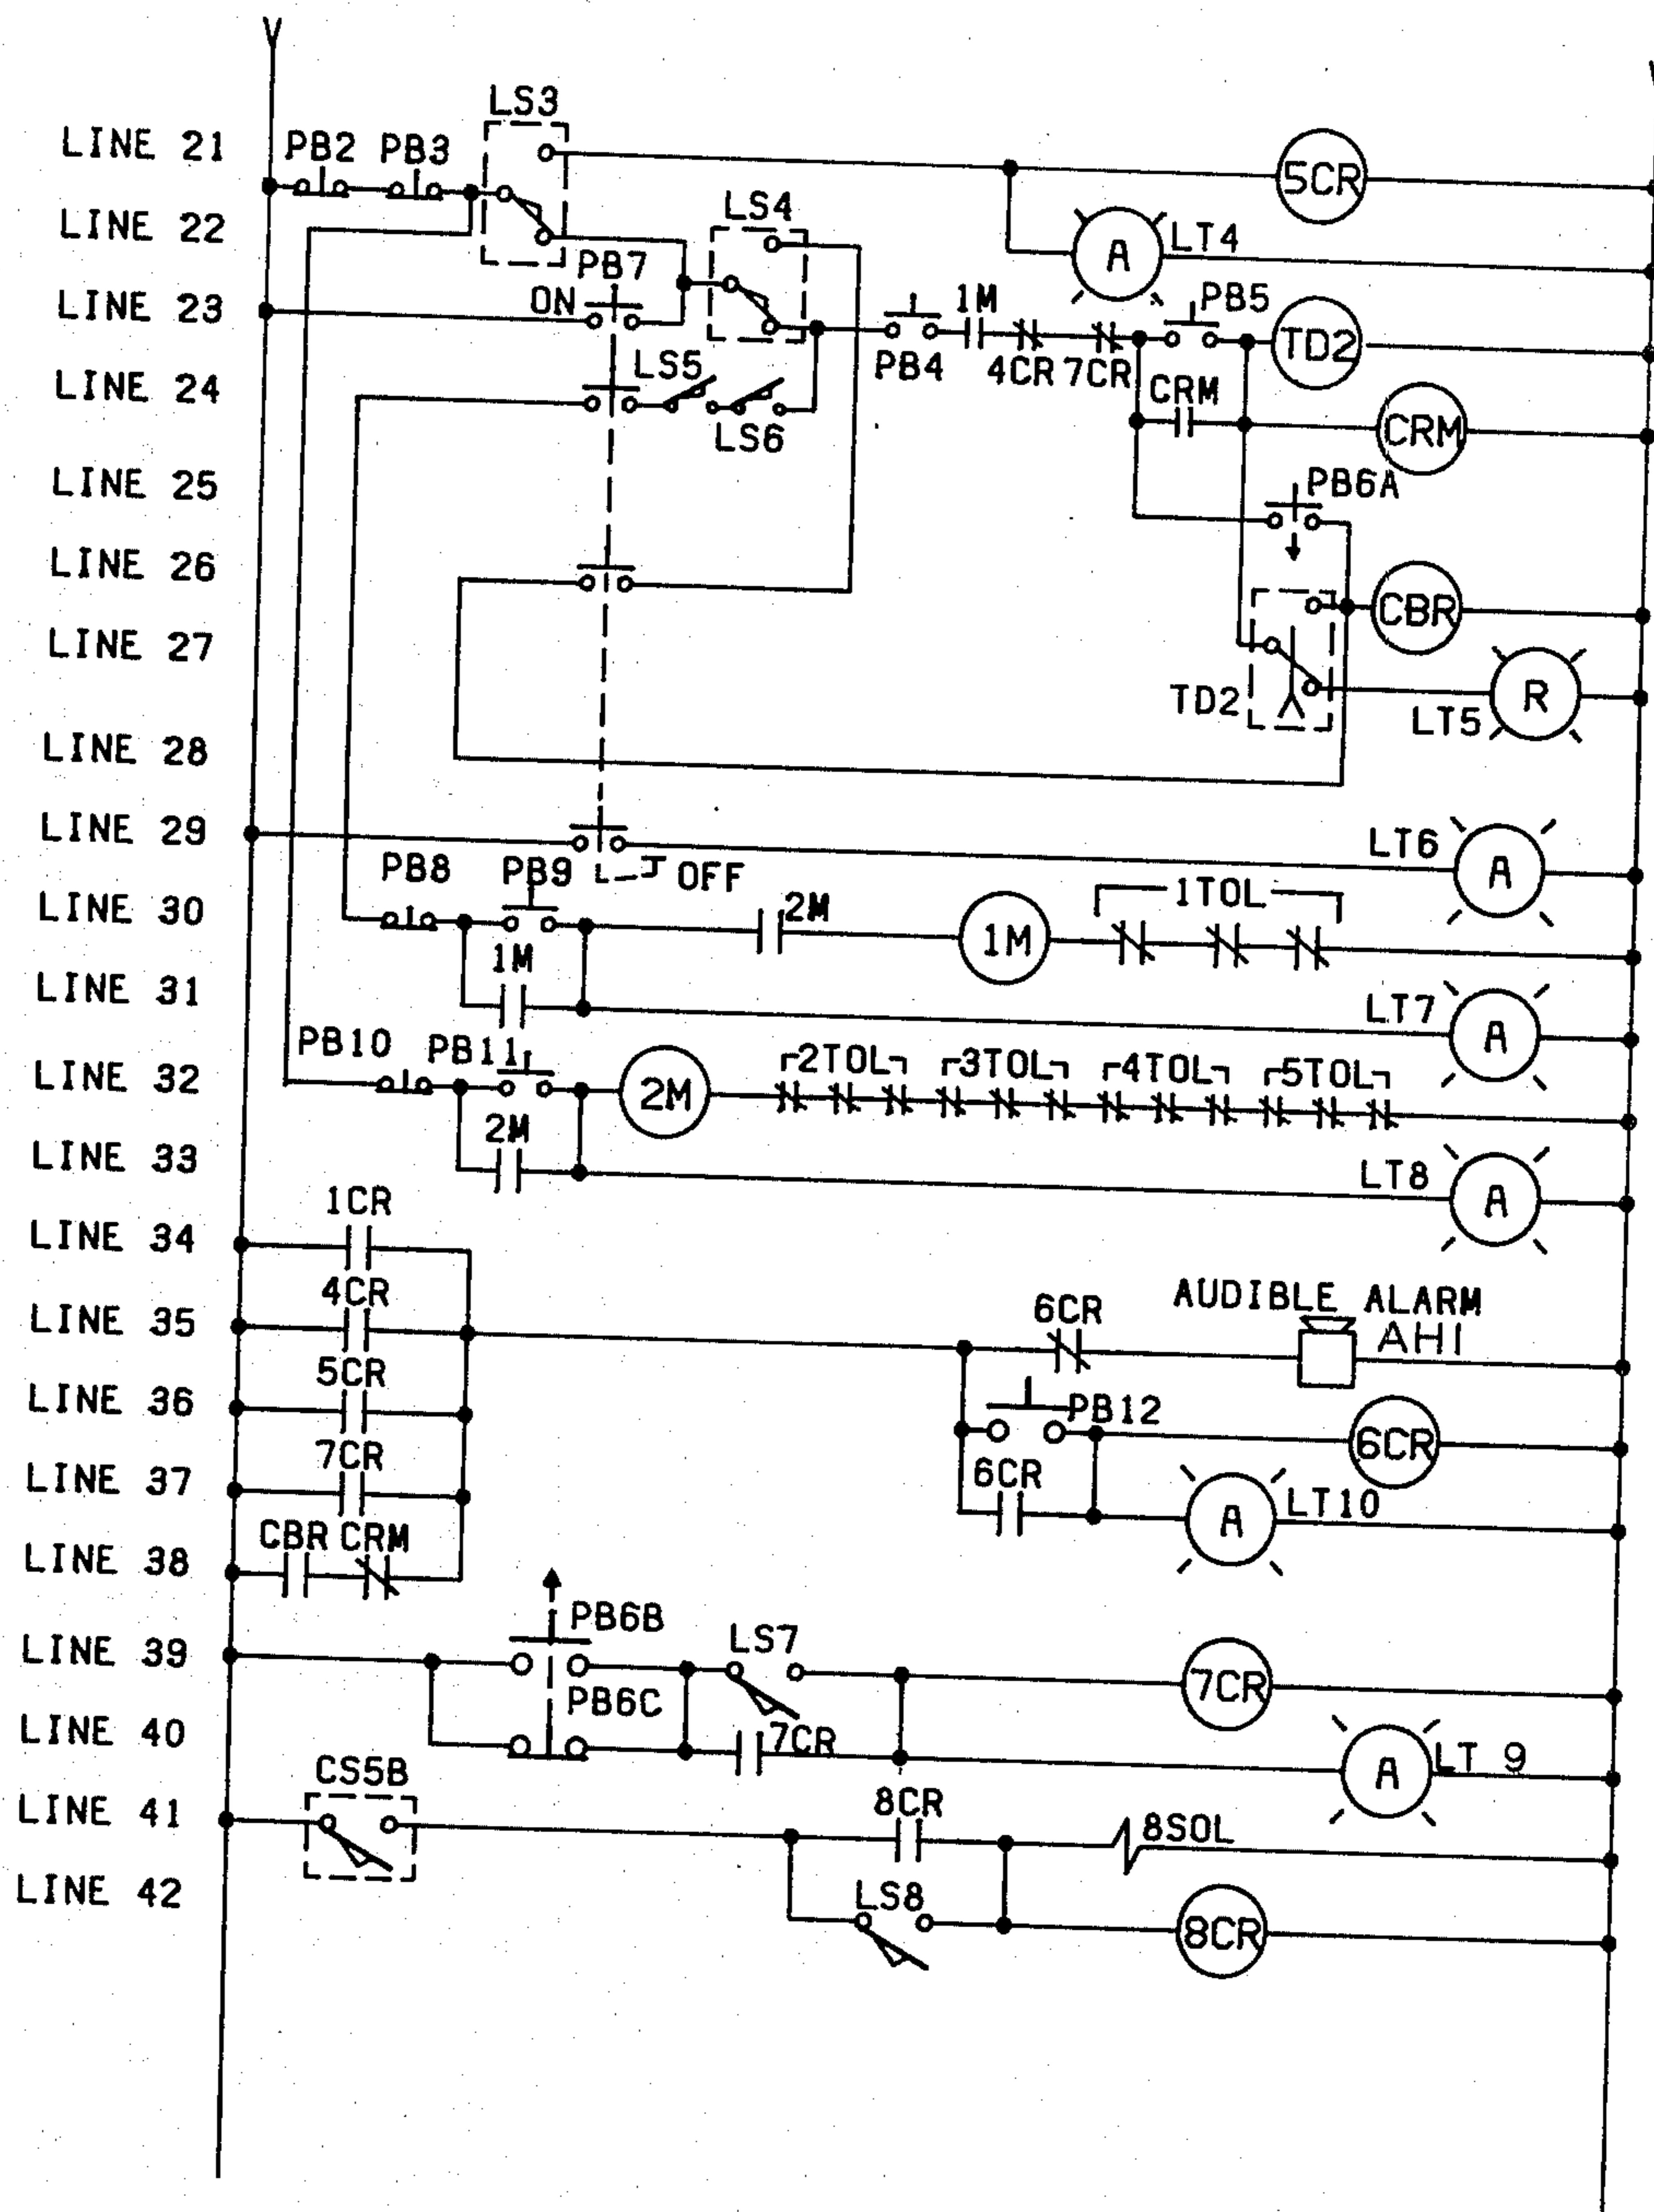 LS3
LINE 21 PB2 PB3 5CR
LINE 22 LS4 A LT4
LINE 23 ON PB7 1M PB5 TD2
PB4 4CR 7CR
LINE 24 LS5 LS6 CRM CRM
LINE 25 PB6A
LINE 26 CBR
LINE 27 TD2 LT5 R
LINE 28
LINE 29 LT6 A
PB8 PB9 OFF
LINE 30 2M 1M 1TOL
LINE 31 1M LT7 A
LINE 32 PB10 PB11 2M 2TOL 3TOL 4TOL 5TOL
LINE 33 2M LT8 A
LINE 34 1CR
LINE 35 4CR 6CR AUDIBLE ALARM
AH1
LINE 36 5CR PB12 6CR
LINE 37 7CR 6CR A LT10
LINE 38 CBR CRM
LINE 39 PB6B LS7 7CR
LINE 40 PB6C 7CR A LT 9
LINE 41 CS5B 8CR 8SOL
LINE 42 LS8 8CR